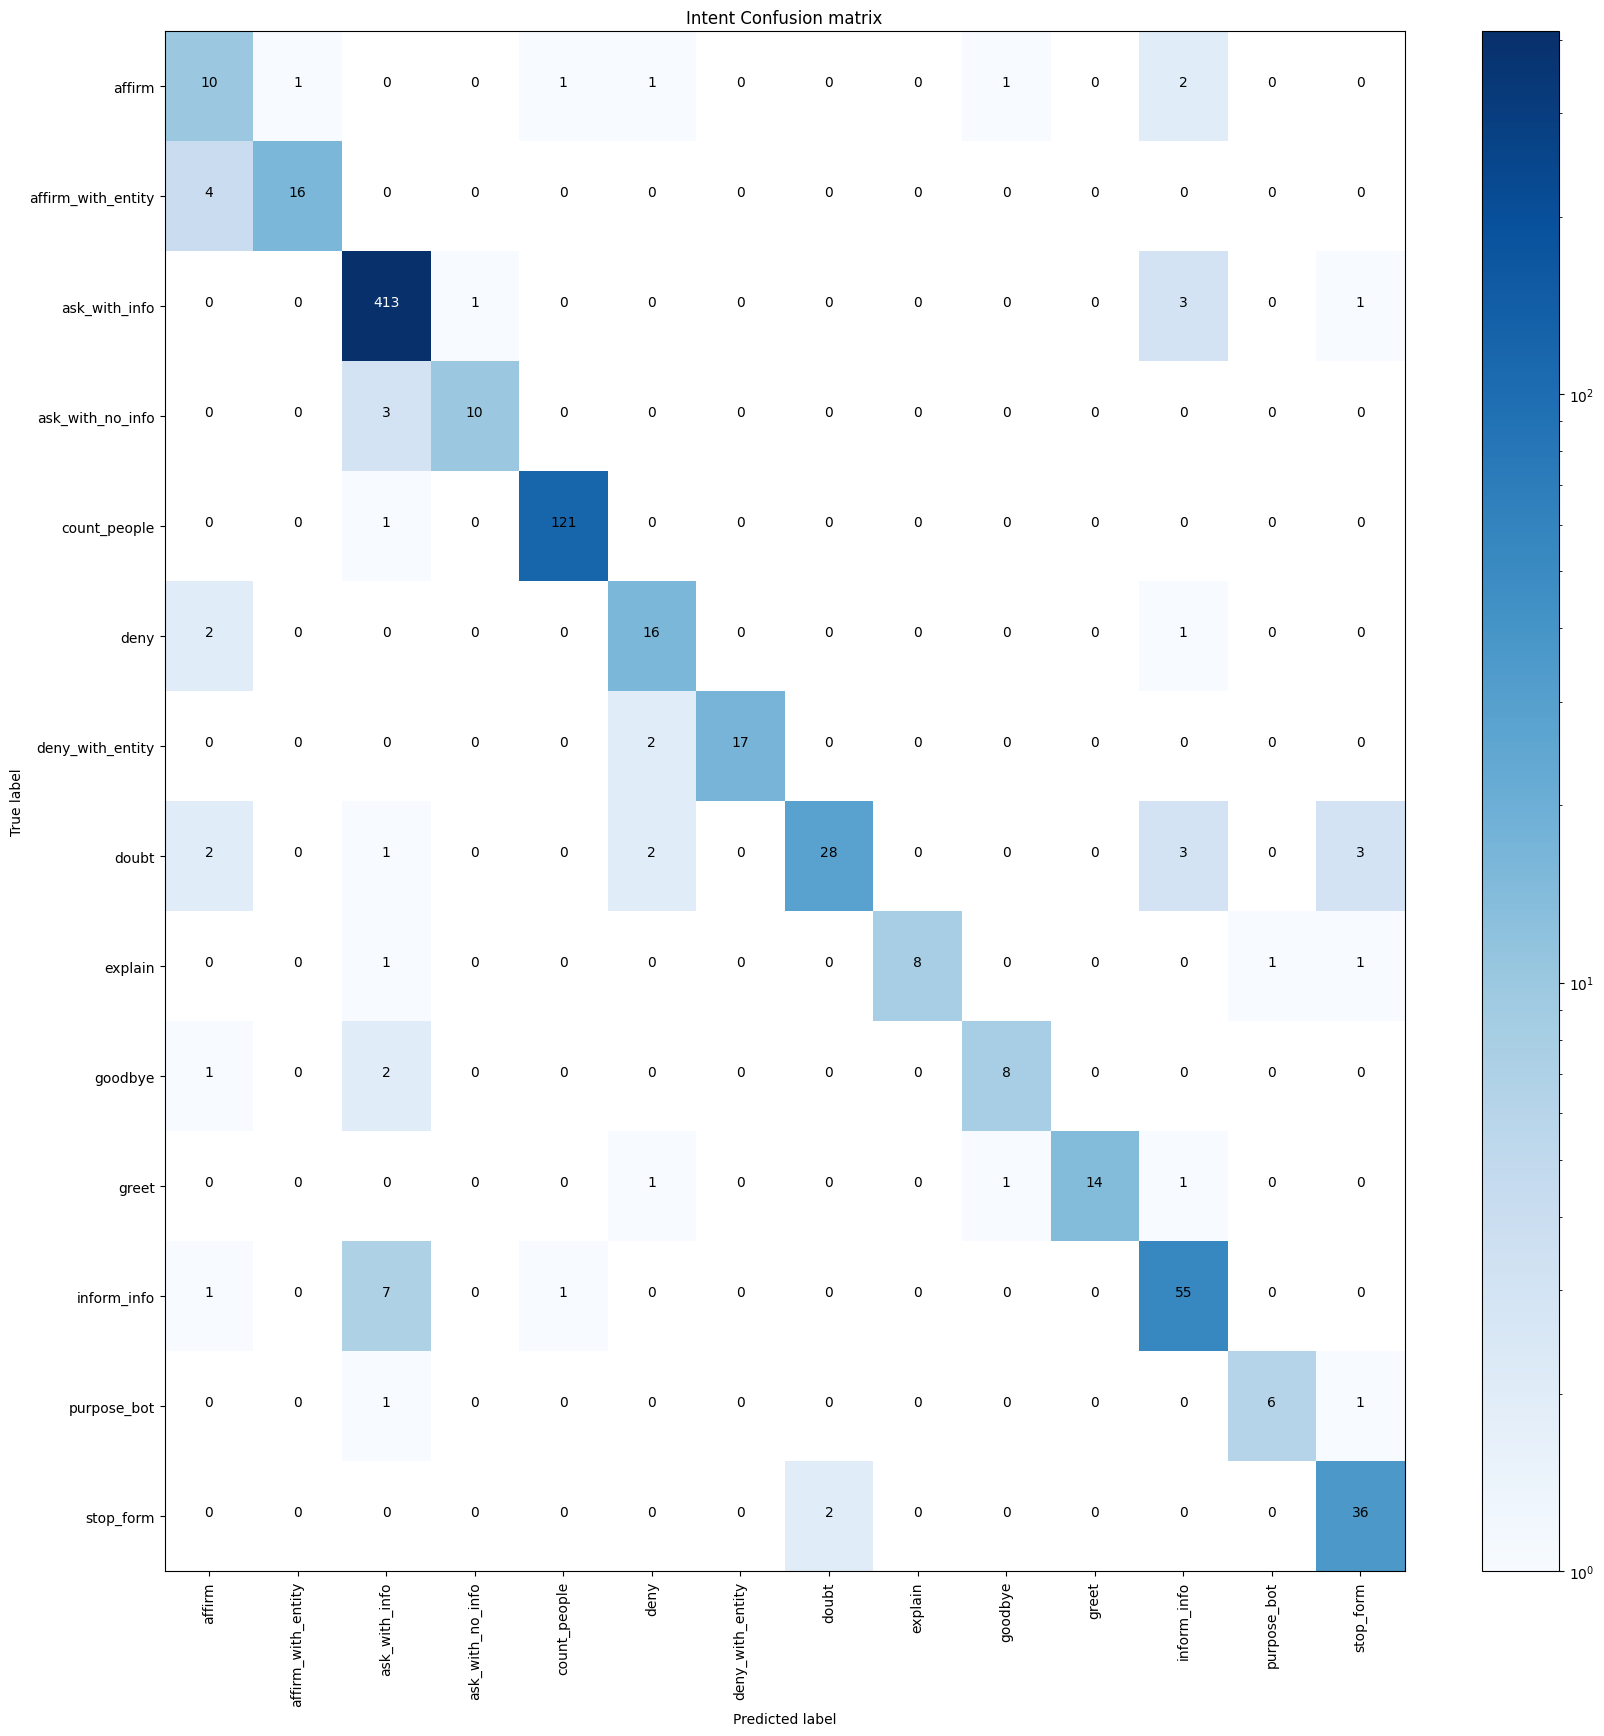 Intent Confusion matrix
affirm 10 1 0 0 1 1 0 0 0 1 0 2 0 0
affirm_with_entity 4 16 0 0 0 0 0 0 0 0 0 0 0 0
ask_with_info 0 0 413 1 0 0 0 0 0 0 0 3 0 1
ask_with_no_info 0 0 3 10 0 0 0 0 0 0 0 0 0 0
count_people 0 0 1 0 121 0 0 0 0 0 0 0 0 0
deny 2 0 0 0 0 16 0 0 0 0 0 1 0 0
deny_with_entity 0 0 0 0 0 2 17 0 0 0 0 0 0 0
doubt 2 0 1 0 0 2 0 28 0 0 0 3 0 3
explain 0 0 1 0 0 0 0 0 8 0 0 0 1 1
goodbye 1 0 2 0 0 0 0 0 0 8 0 0 0 0
greet 0 0 0 0 0 1 0 0 0 1 14 1 0 0
inform_info 1 0 7 0 1 0 0 0 0 0 0 55 0 0
purpose_bot 0 0 1 0 0 0 0 0 0 0 0 0 6 1
stop_form 0 0 0 0 0 0 0 2 0 0 0 0 0 36
True label
affirm
affirm_with_entity
ask_with_info
ask_with_no_info
count_people
deny
deny_with_entity
doubt
explain
goodbye
greet
inform_info
purpose_bot
stop_form
Predicted label
10²
10¹
10⁰